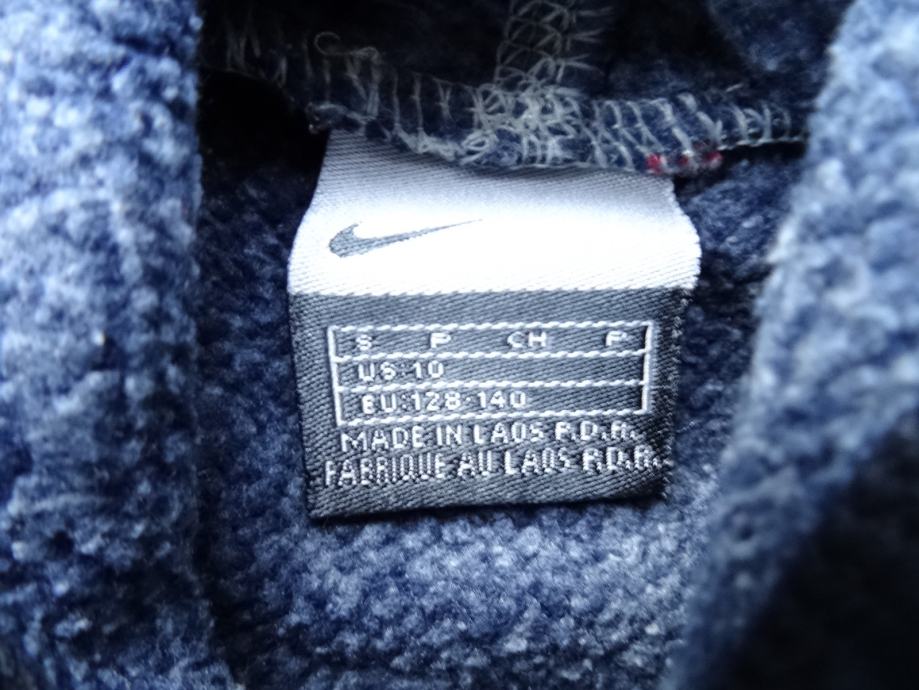 S P CH P
US:10
EU:128-140
MADE IN LAOS P.D.R.
FABRIQUE AU LAOS P.D.R.